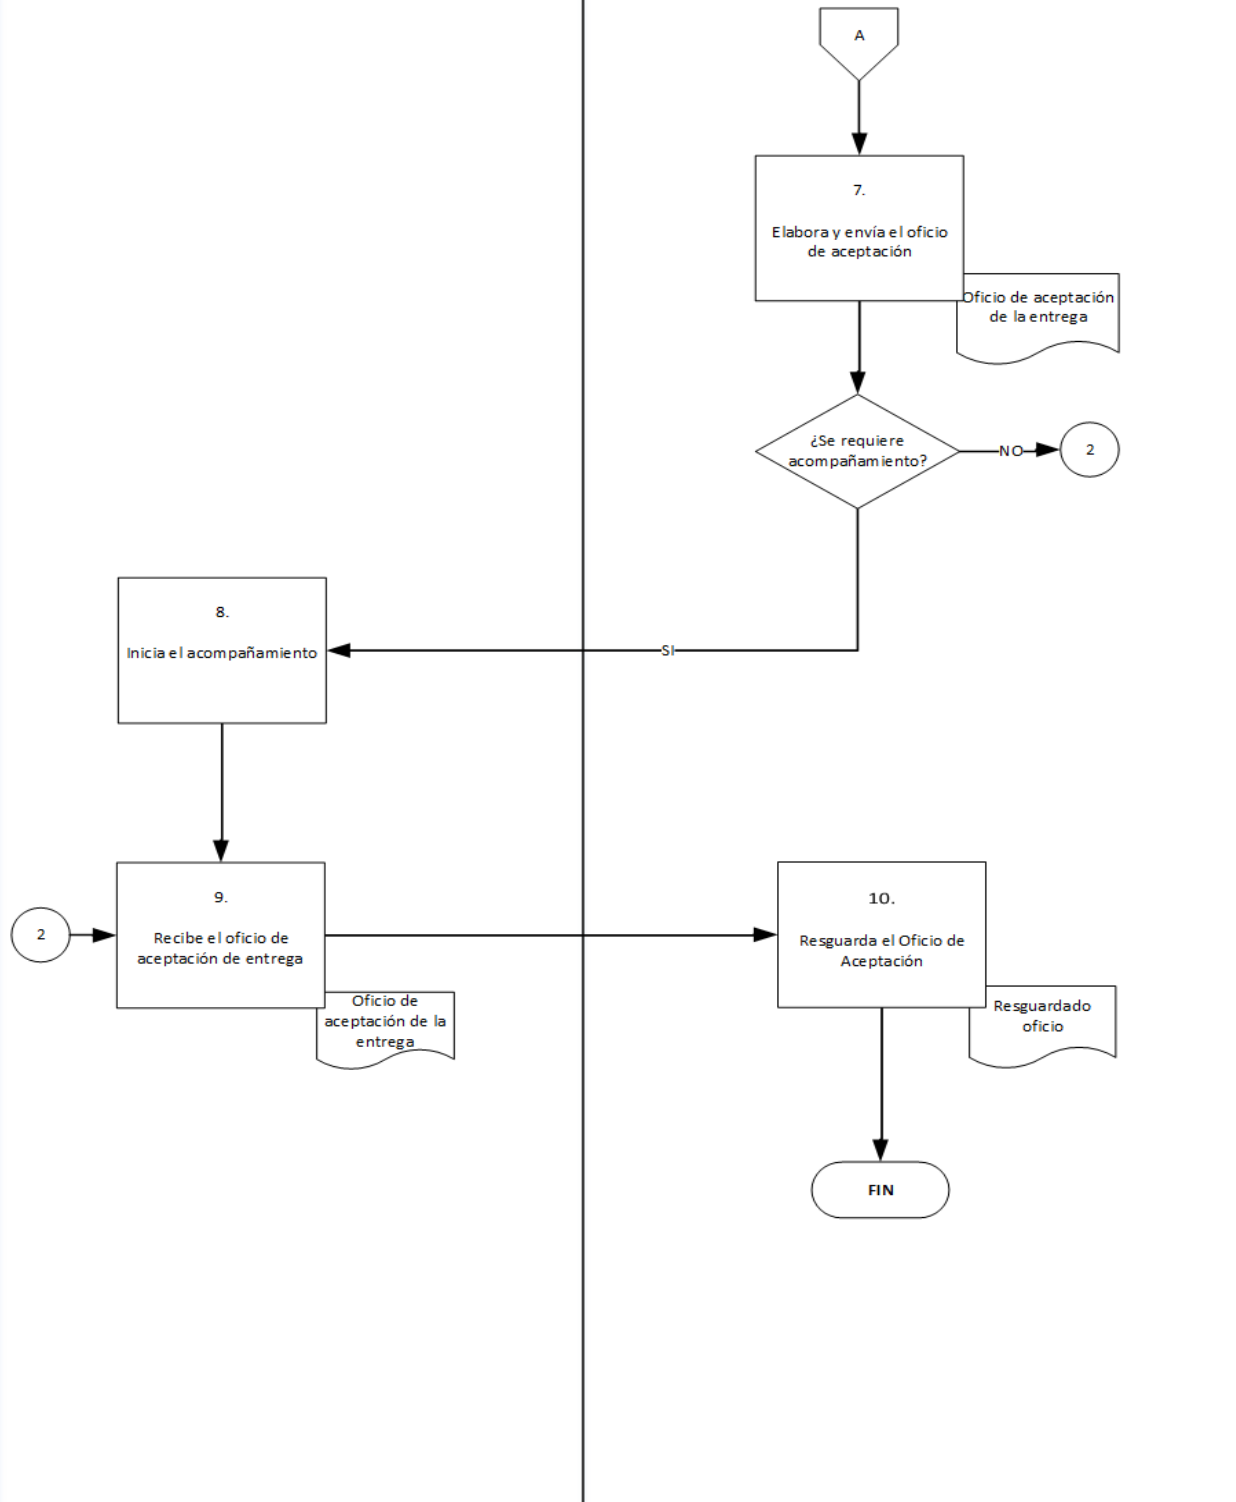 A
7.
Elabora y envía el oficio
de aceptación
Oficio de aceptación
de la entrega
¿Se requiere
acompañamiento?
NO
2
8.
Inicia el acompañamiento
SI
9.
Recibe el oficio de
aceptación de entrega
2
Oficio de
aceptación de la
entrega
10.
Resguarda el Oficio de
Aceptación
Resguardado
oficio
FIN